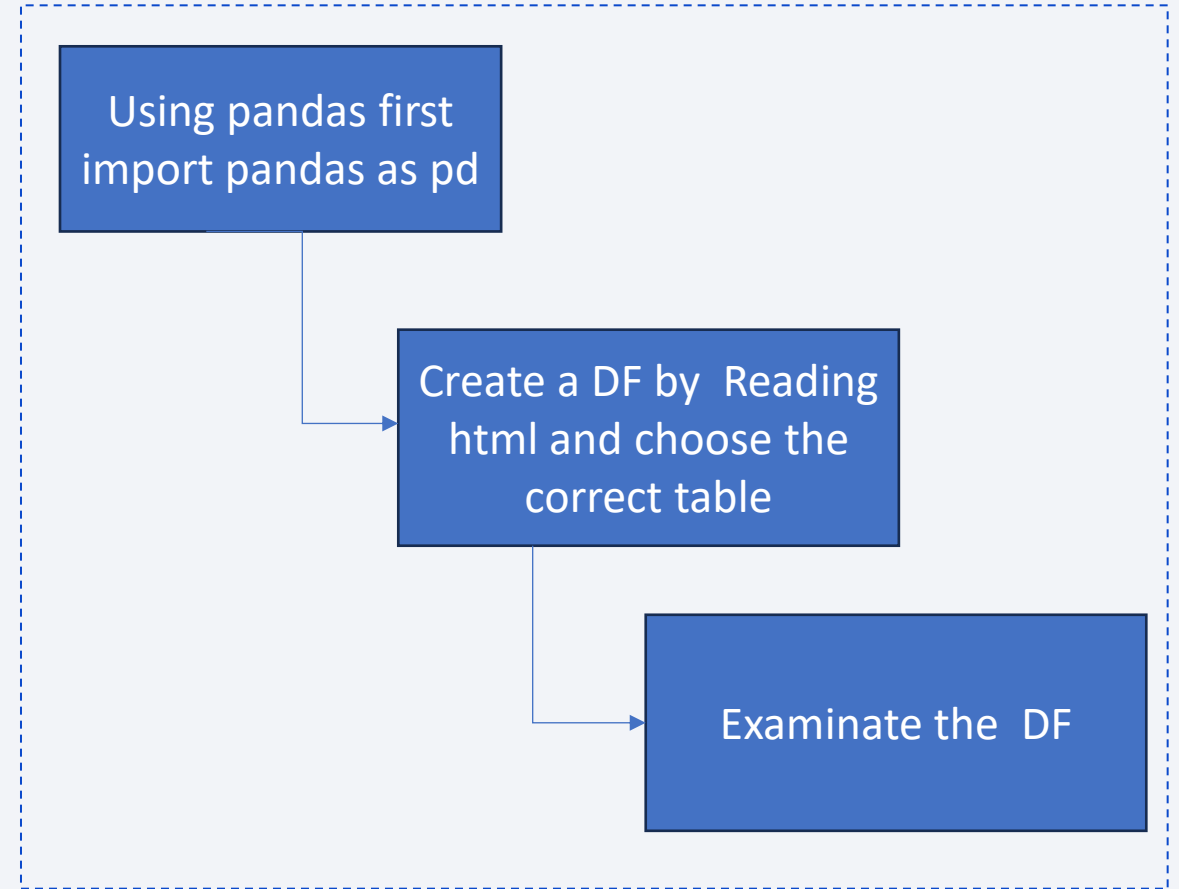 Using pandas first
import pandas as pd
Create a DF by  Reading
html and choose the
correct table
Examinate the  DF